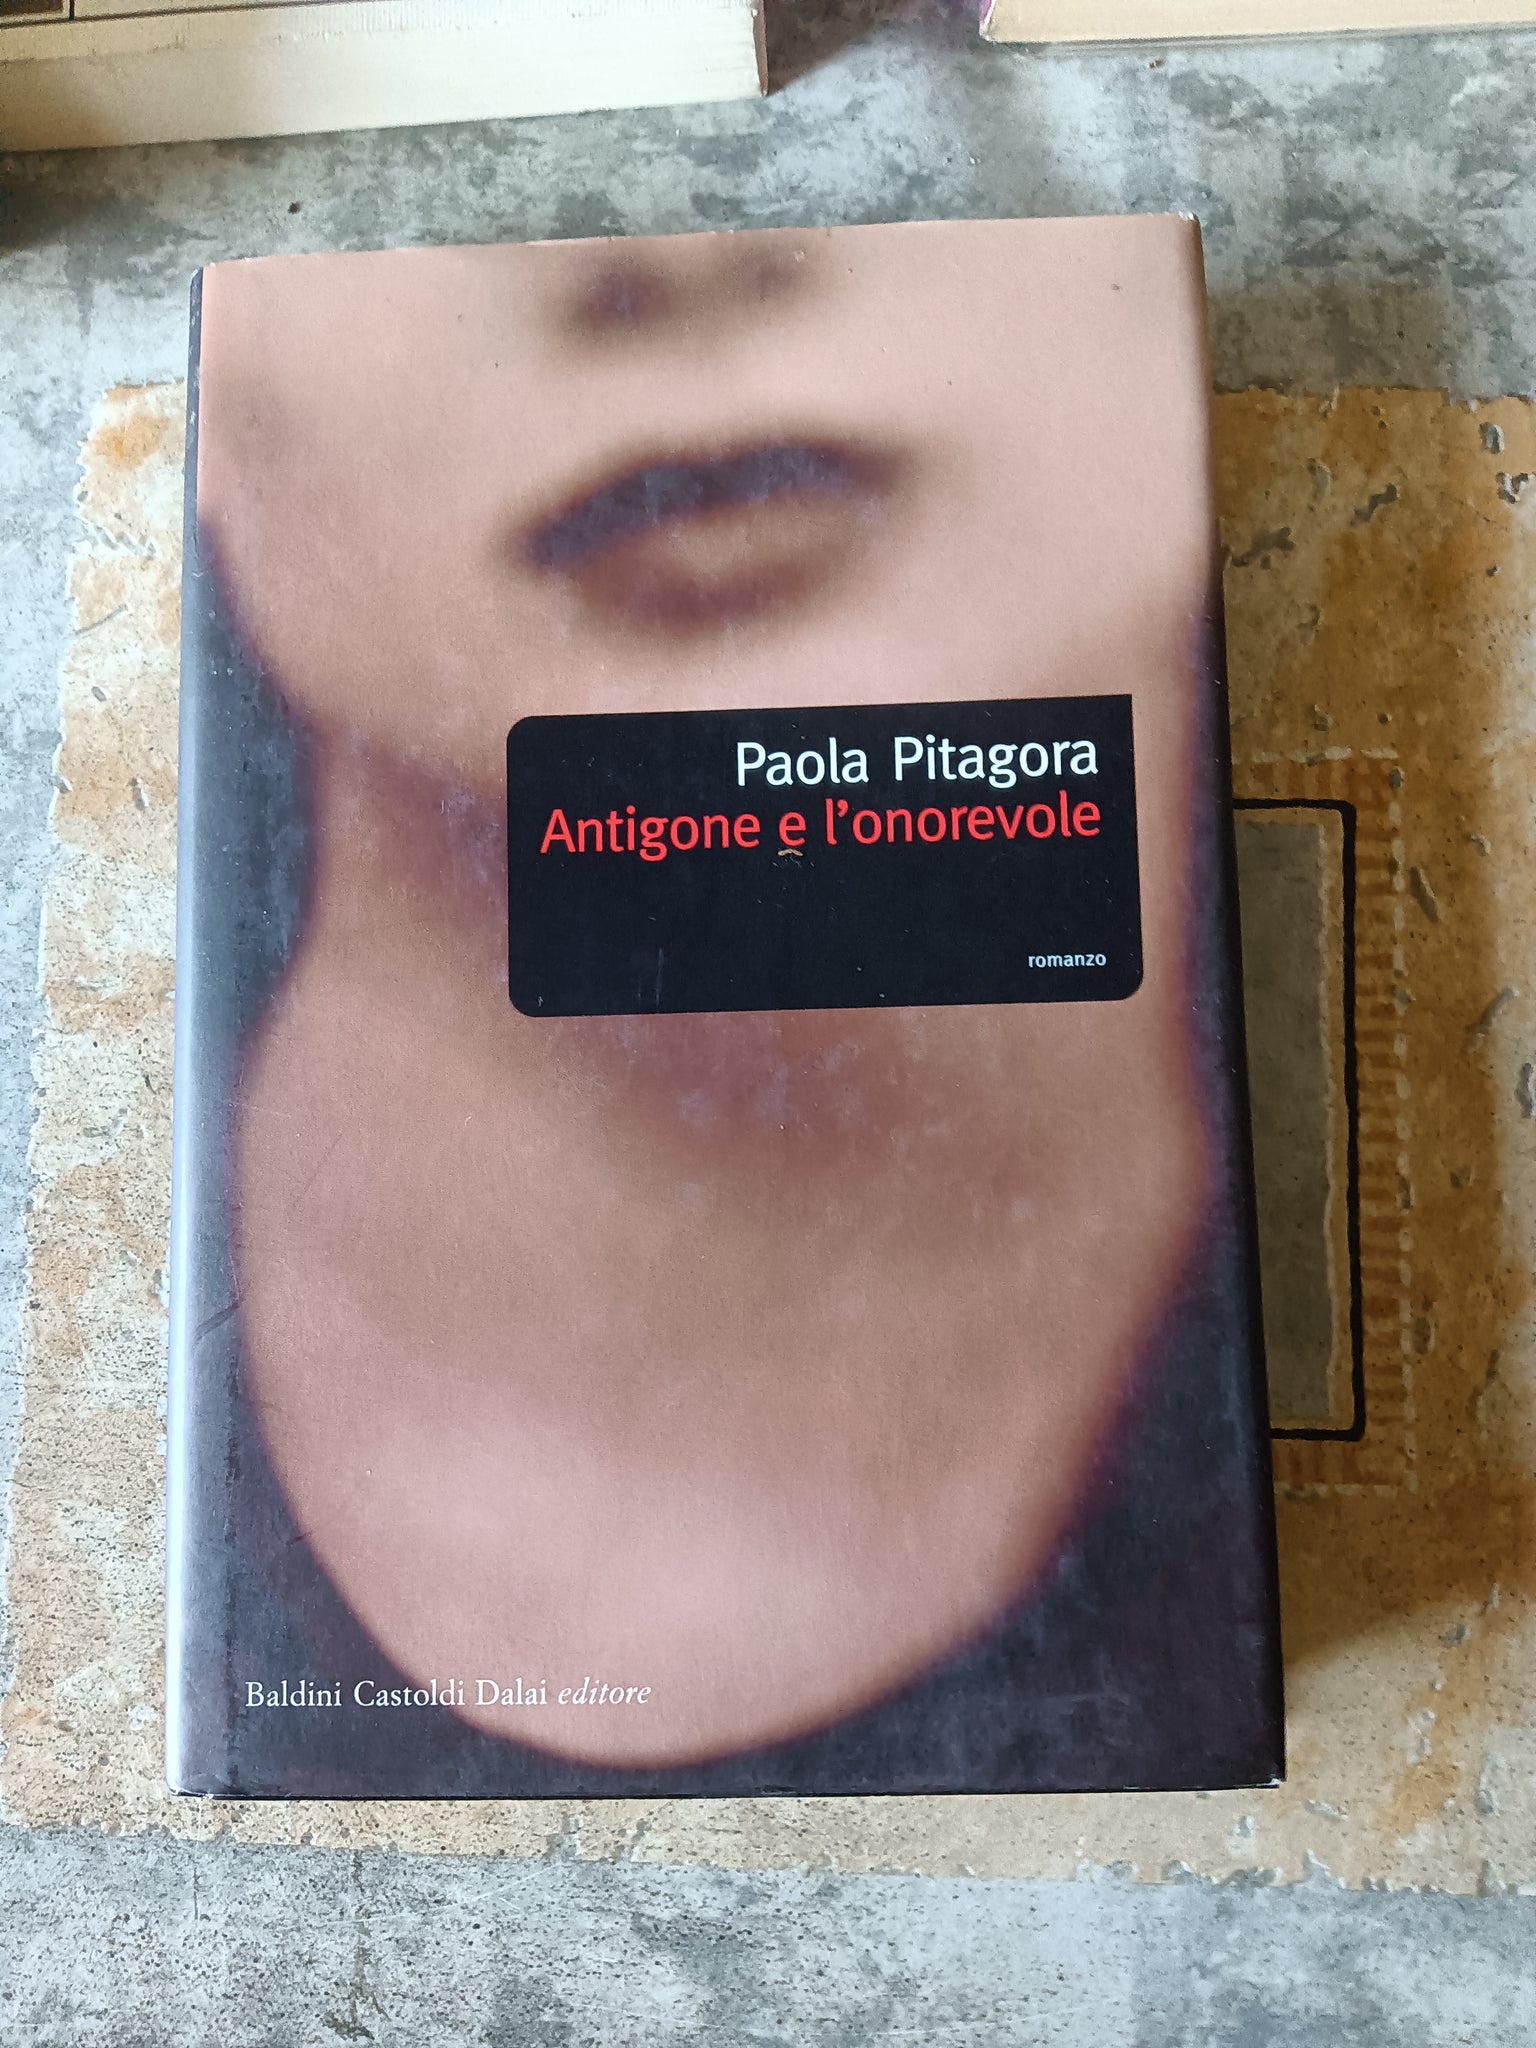 Paola Pitagora
Antigone e l'onorevole
romanzo
Baldini Castoldi Dalai editore